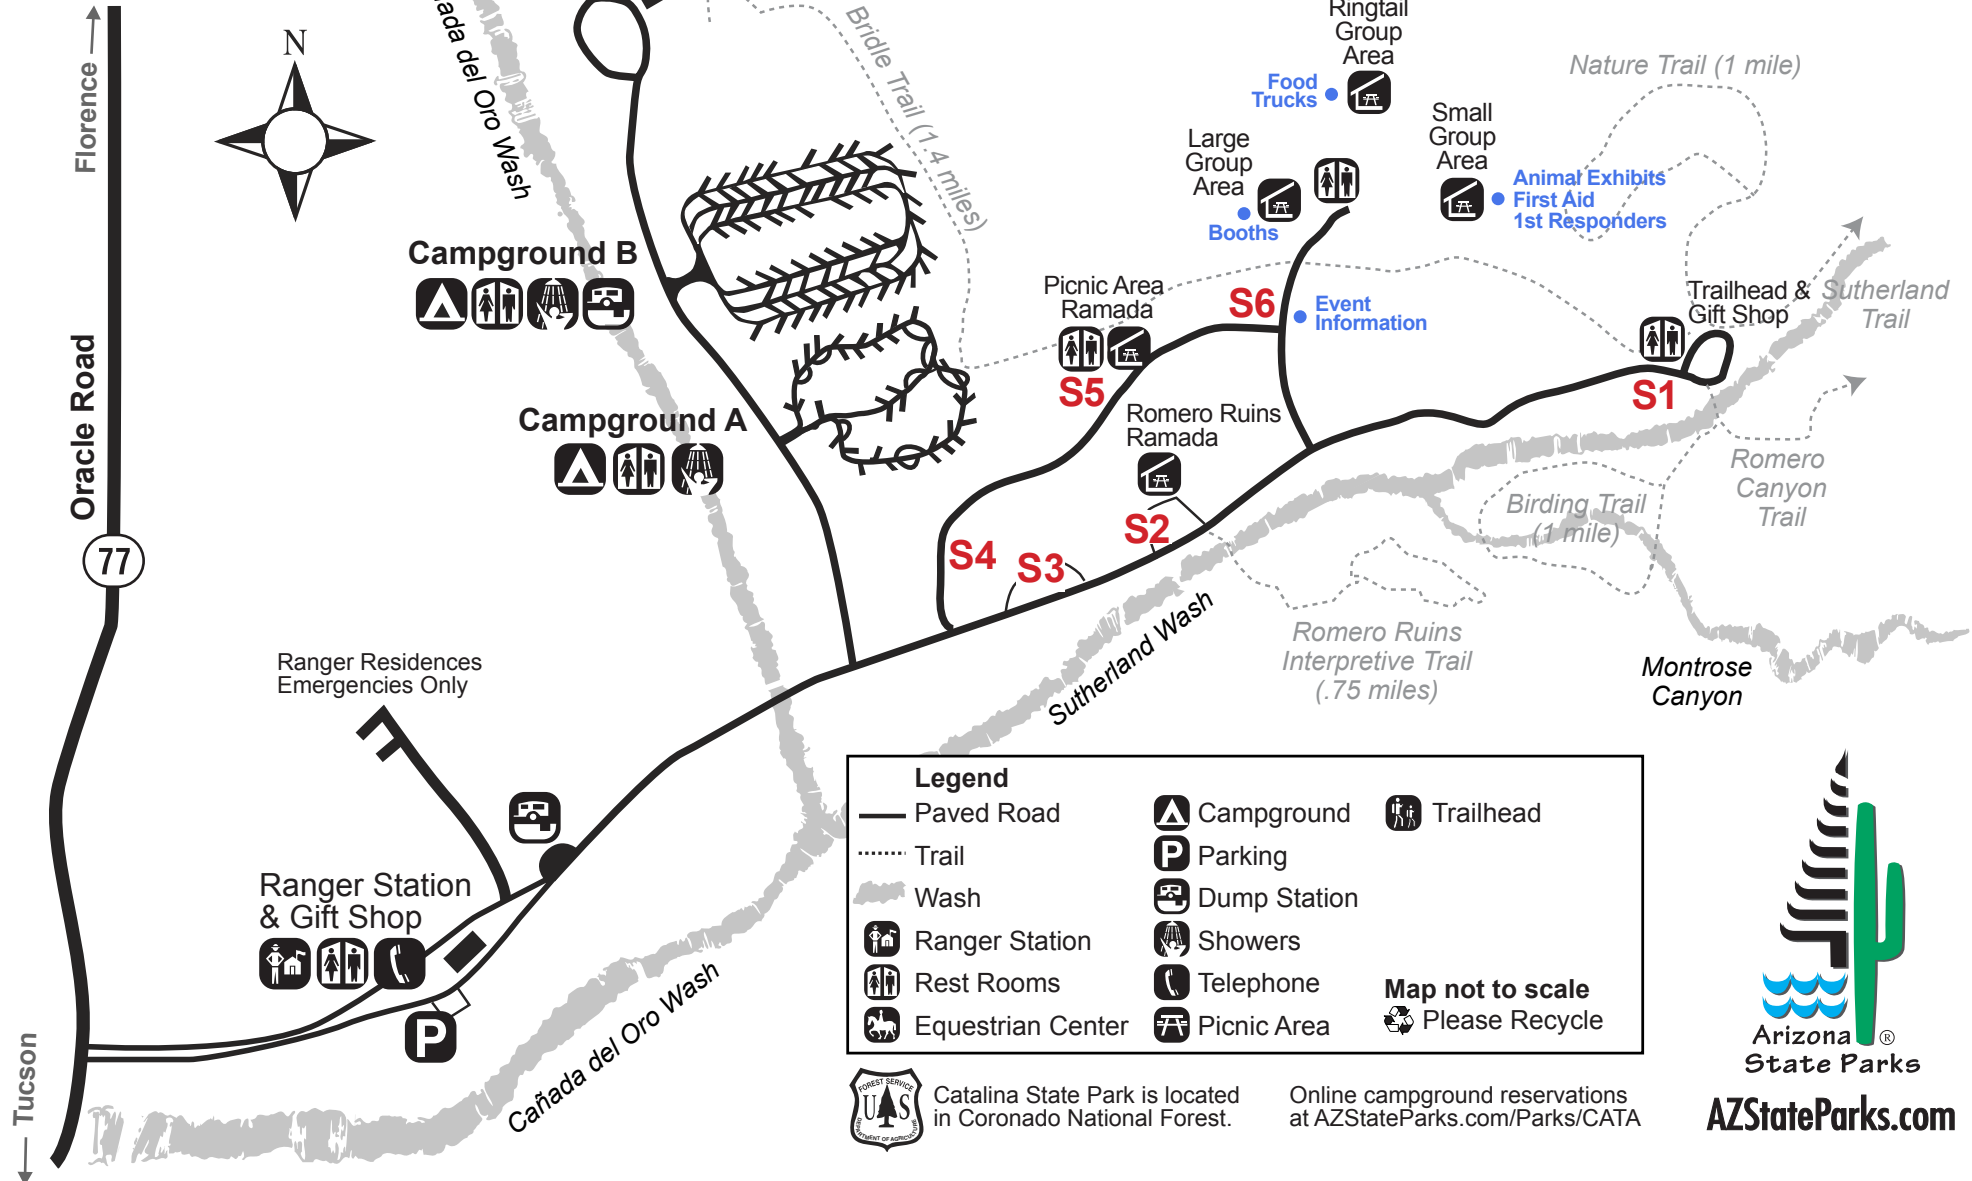 Florence
N
Cañada del Oro Wash
Bridle Trail (1.4 miles)
Ringtail
Group
Area
Food
Trucks
Nature Trail (1 mile)
Small
Group
Area
Large
Group
Area
Animal Exhibits
First Aid
1st Responders
Booths
Campground B
Picnic Area
Ramada
S6
Event
Information
Trailhead &
Gift Shop
Sutherland
Trail
Oracle Road
S5
S1
Campground A
Romero Ruins
Ramada
Romero
Canyon
Trail
Birding Trail
(1 mile)
77
S4
S3
S2
Sutherland Wash
Romero Ruins
Interpretive Trail
(.75 miles)
Montrose
Canyon
Ranger Residences
Emergencies Only
Ranger Station
& Gift Shop
P
Cañada del Oro Wash
Tucson
Legend
Paved Road
Trail
Wash
Ranger Station
Rest Rooms
Equestrian Center
Campground
P Parking
Dump Station
Showers
Telephone
Picnic Area
Trailhead
Map not to scale
Please Recycle
Arizona ®
State Parks
AZStateParks.com
FOREST SERVICE
U S
DEPARTMENT OF AGRICULTURE
Catalina State Park is located
in Coronado National Forest.
Online campground reservations
at AZStateParks.com/Parks/CATA